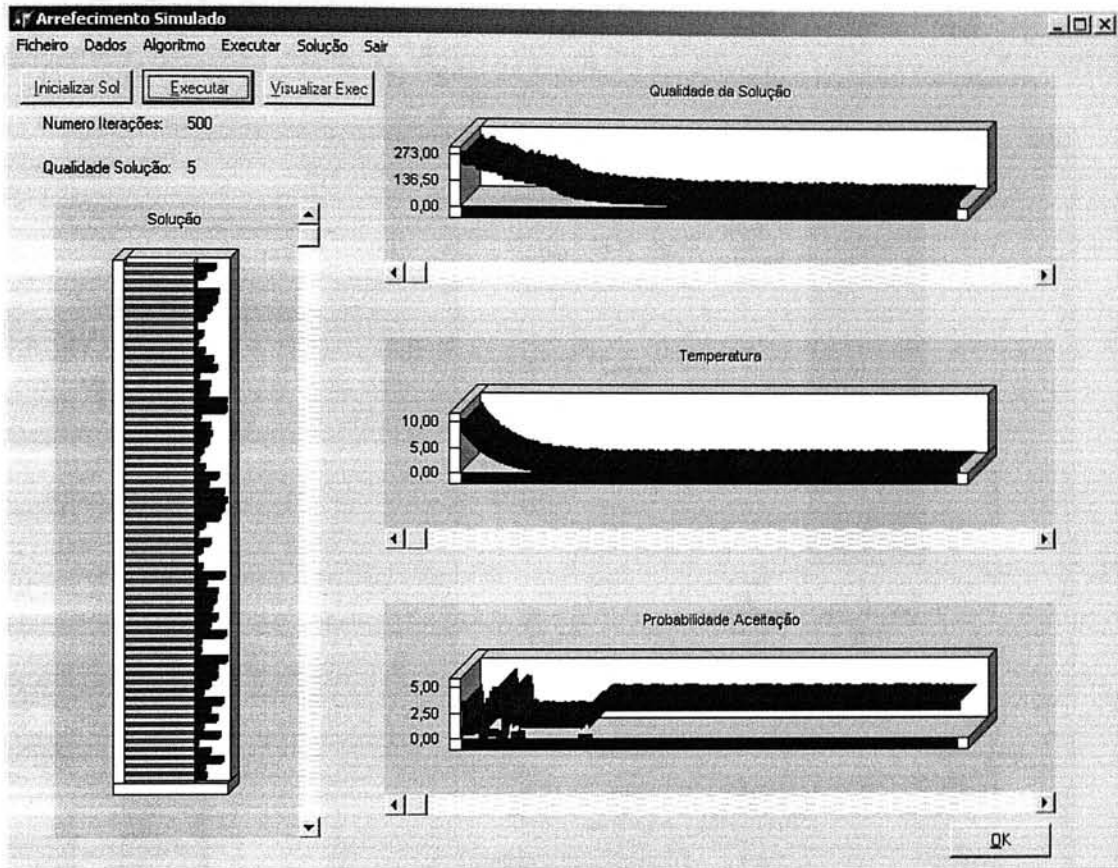 Arrefecimento Simulado
Ficheiro Dados Algoritmo Executar Solução Sair
Inicializar Sol Executar Visualizar Exec
Numero Iterações: 500
Qualidade Solução: 5
Solução
Qualidade da Solução
273,00
136,50
0,00
Temperatura
10,00
5,00
0,00
Probabilidade Aceitação
5,00
2,50
0,00
OK